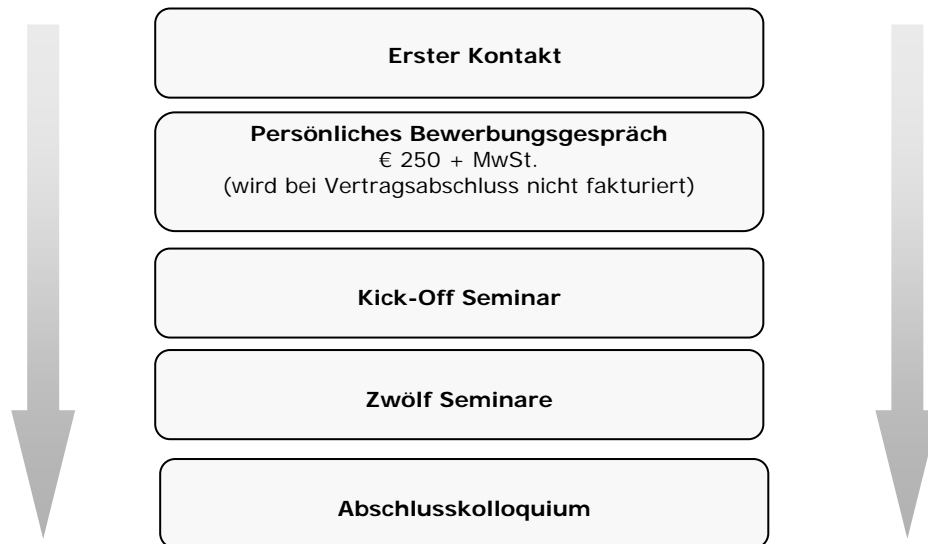 Erster Kontakt
Persönliches Bewerbungsgespräch
€ 250 + MwSt.
(wird bei Vertragsabschluss nicht fakturiert)
Kick-Off Seminar
Zwölf Seminare
Abschlusskolloquium